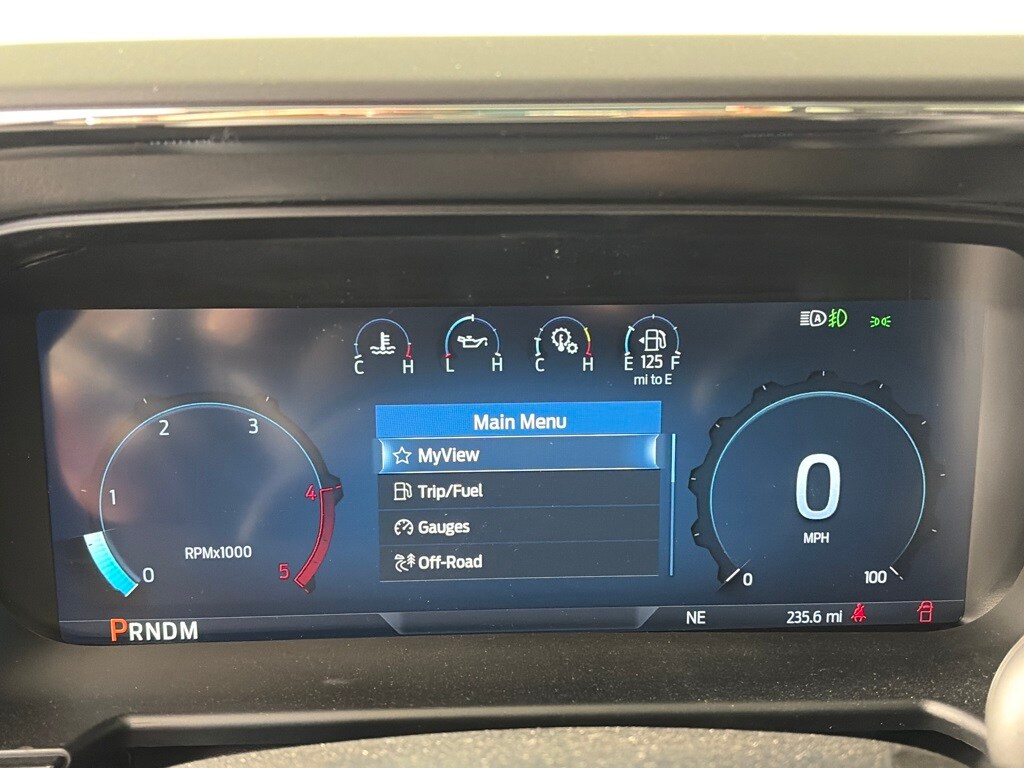 C H
L H
C H
E 125 F
mi to E
A
Main Menu
MyView
Trip/Fuel
Gauges
Off-Road
0
1
2
3
4
5
RPMx1000
0
MPH
0
100
PRNDM
NE
235.6 mi